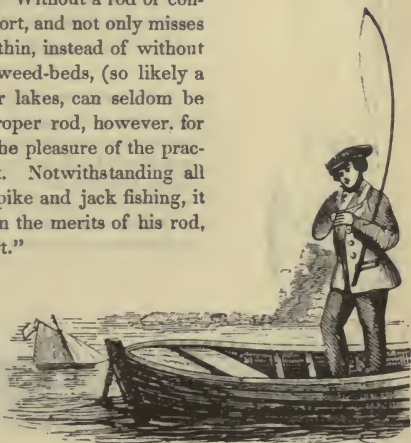 Without a rod of con-
ort, and not only misses
thin, instead of without
weed-beds, (so likely a
r lakes, can seldom be
roper rod, however, for
he pleasure of the prac-
t. Notwithstanding all
pike and jack fishing, it
n the merits of his rod,
t."